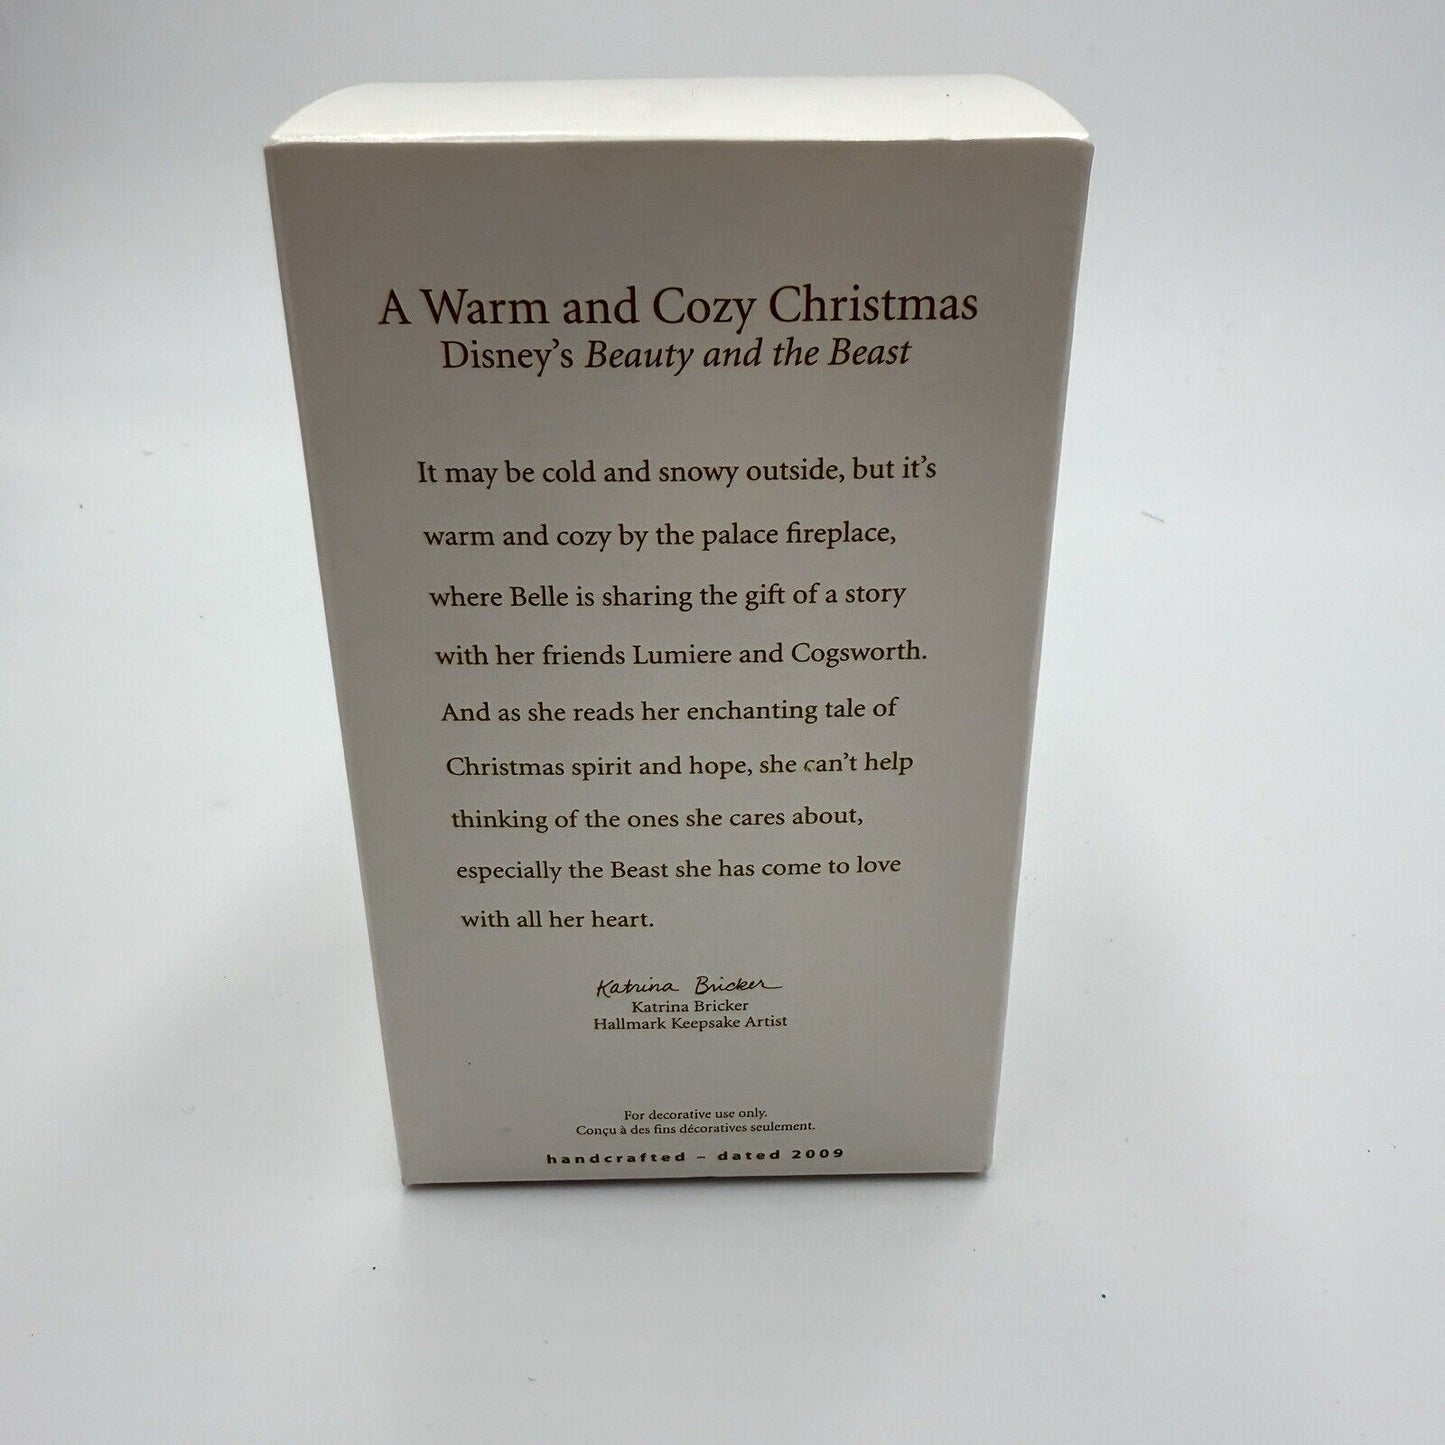 A Warm and Cozy Christmas
Disney's Beauty and the Beast
It may be cold and snowy outside, but it's
warm and cozy by the palace fireplace,
where Belle is sharing the gift of a story
with her friends Lumiere and Cogsworth.
And as she reads her enchanting tale of
Christmas spirit and hope, she can't help
thinking of the ones she cares about,
especially the Beast she has come to love
with all her heart.
Katrina Bricker
Katrina Bricker
Hallmark Keepsake Artist
For decorative use only.
Conçu à des fins décoratives seulement.
handcrafted – dated 2009